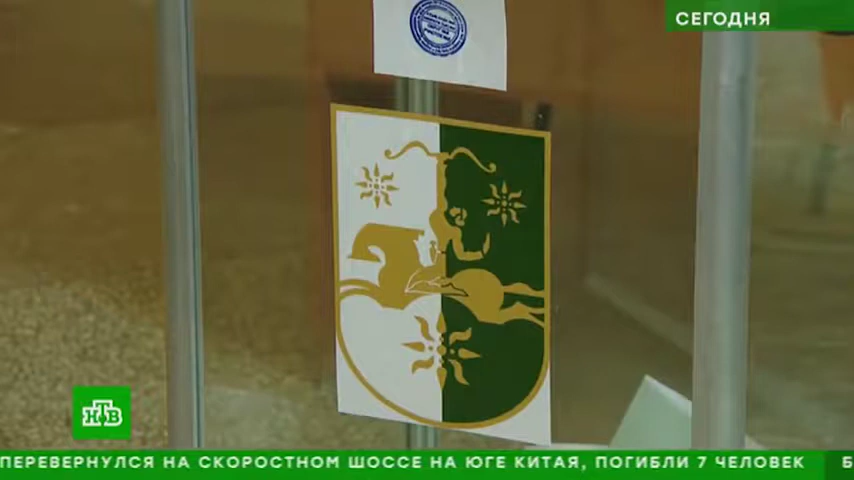 СЕГОДНЯ
НТВ
ПЕРЕВЕРНУЛСЯ НА СКОРОСТНОМ ШОССЕ НА ЮГЕ КИТАЯ, ПОГИБЛИ 7 ЧЕЛОВЕК